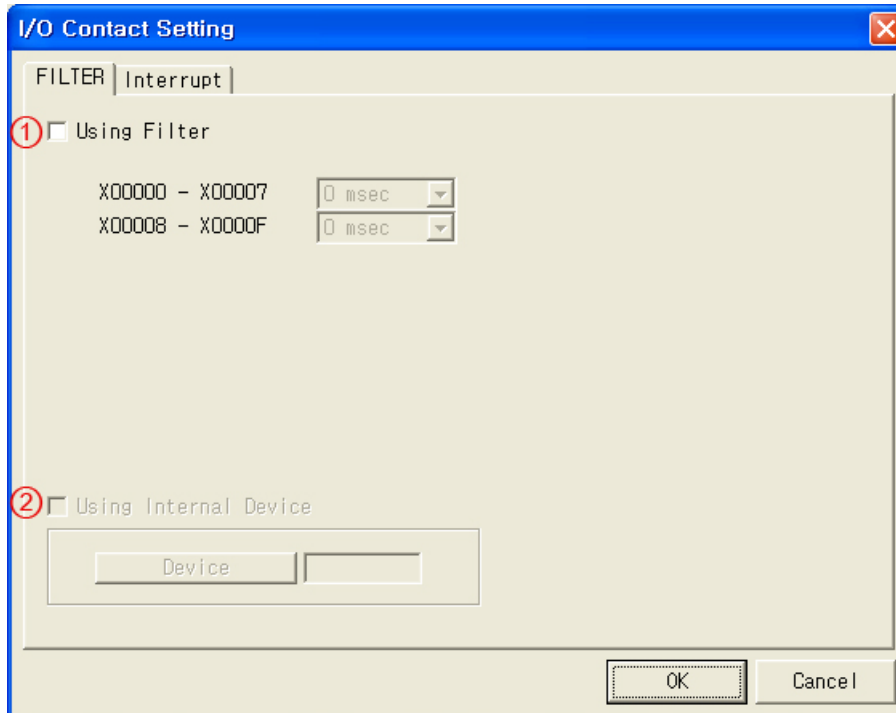 I/O Contact Setting
FILTER Interrupt
① Using Filter
X00000 - X00007 0 msec
X00008 - X0000F 0 msec
② Using Internal Device
Device
OK Cancel